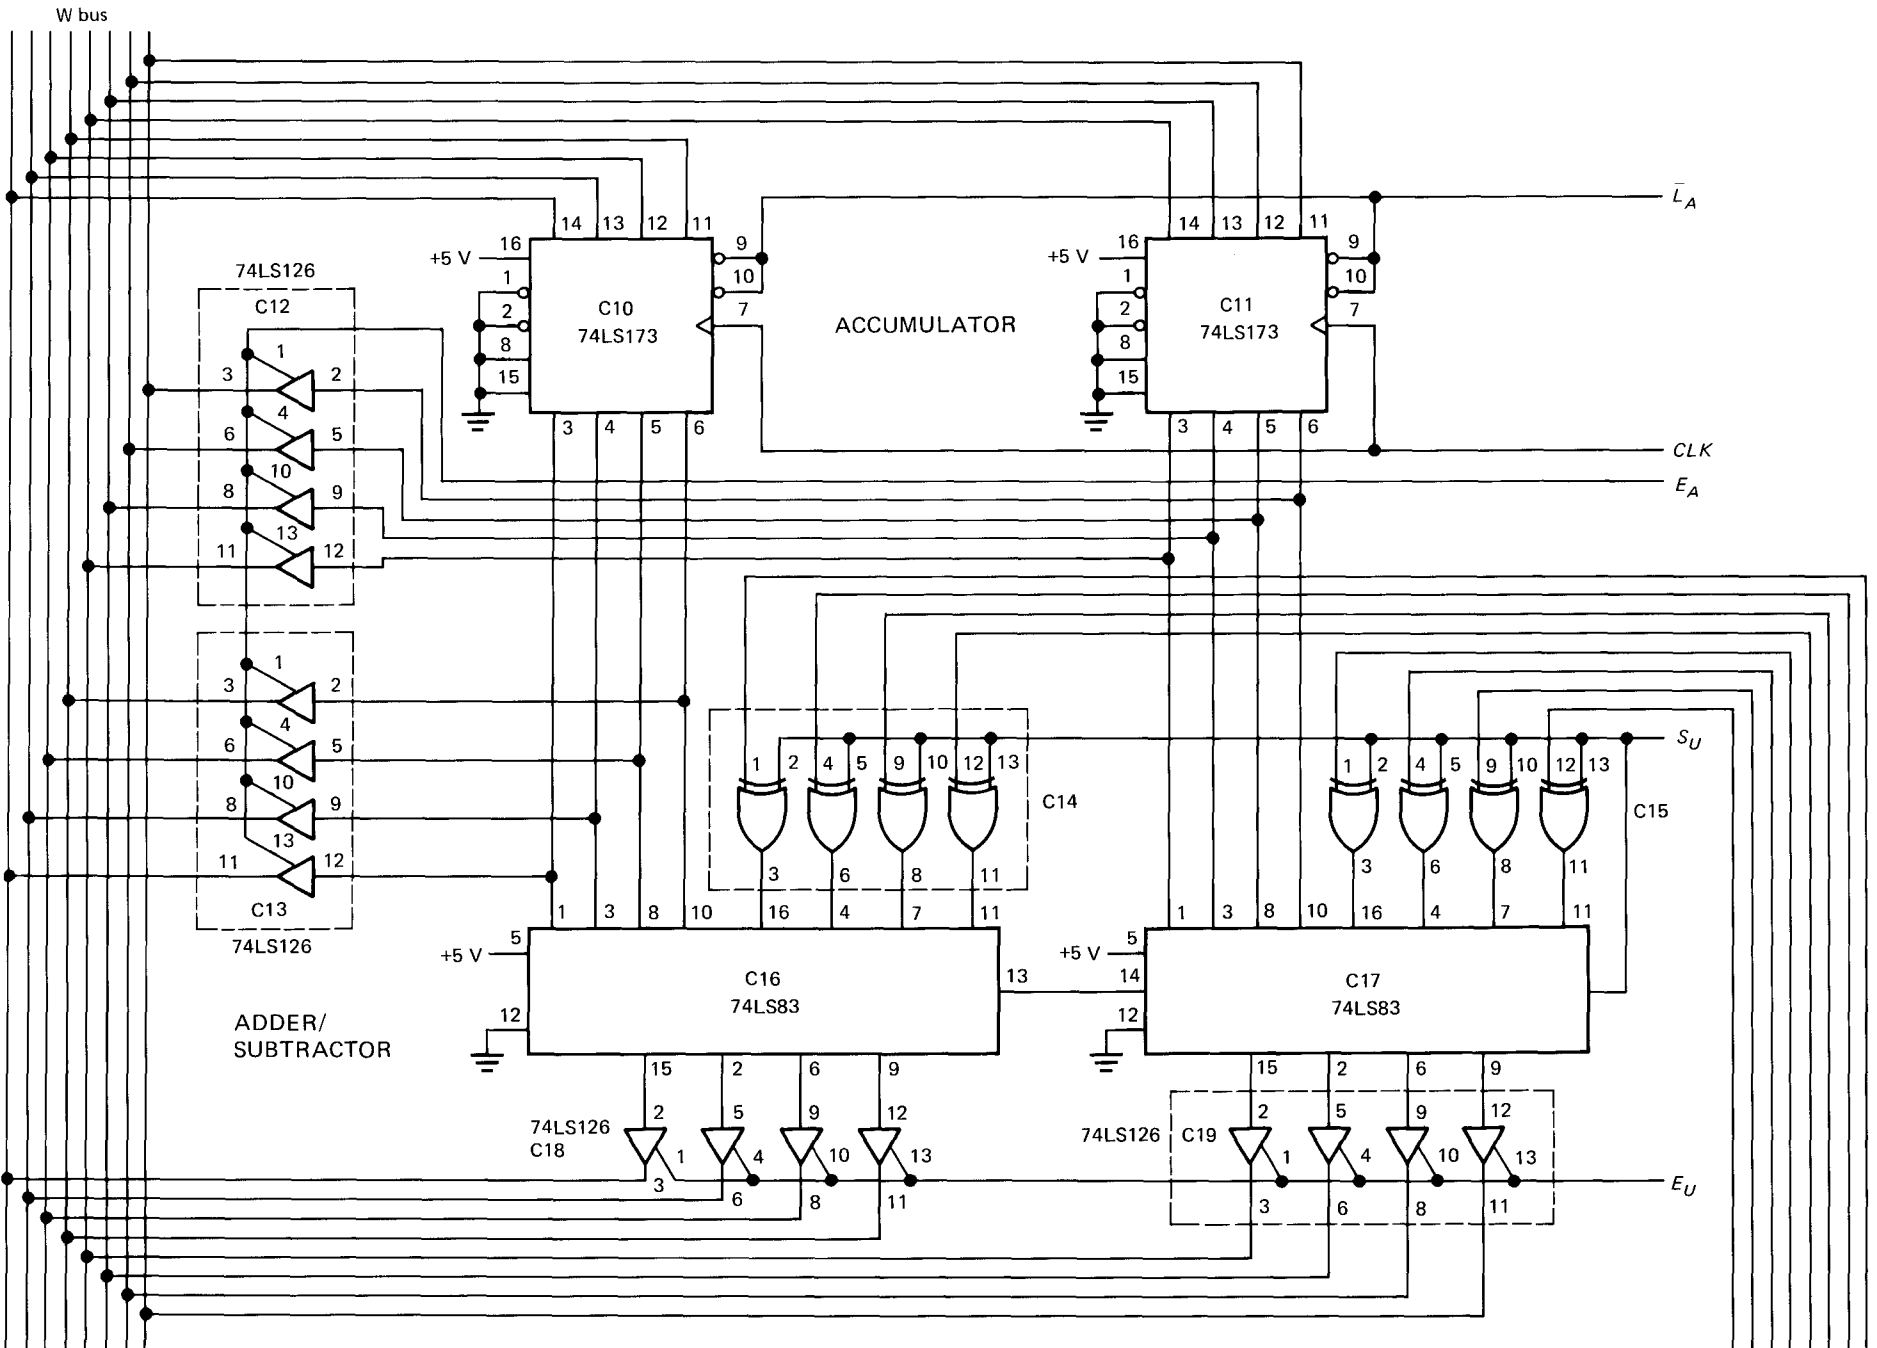 W bus
14 13 12 11
14 13 12 11
L̄A
16 9
+5 V
16 9
+5 V
1 10
1 10
74LS126
C12
C10
74LS173
2 7
ACCUMULATOR
C11
74LS173
2 7
8
8
15
15
1
3 2
4
6 5
10
8 9
13
11 12
3 4 5 6
3 4 5 6
CLK
EA
1
3 2
4
6 5
10
8 9
13
11 12
C13
74LS126
SU
1 2 4 5 9 10 12 13
1 2 4 5 9 10 12 13
C14
C15
3 6 8 11
3 6 8 11
1 3 8 10 16 4 7 11
1 3 8 10 16 4 7 11
5
+5 V
5
+5 V
C16
74LS83
13 14
C17
74LS83
12
12
ADDER/
SUBTRACTOR
15 2 6 9
15 2 6 9
74LS126
C18
2 5 9 12
74LS126
C19
2 5 9 12
1 4 10 13
1 4 10 13
EU
3 6 8 11
3 6 8 11